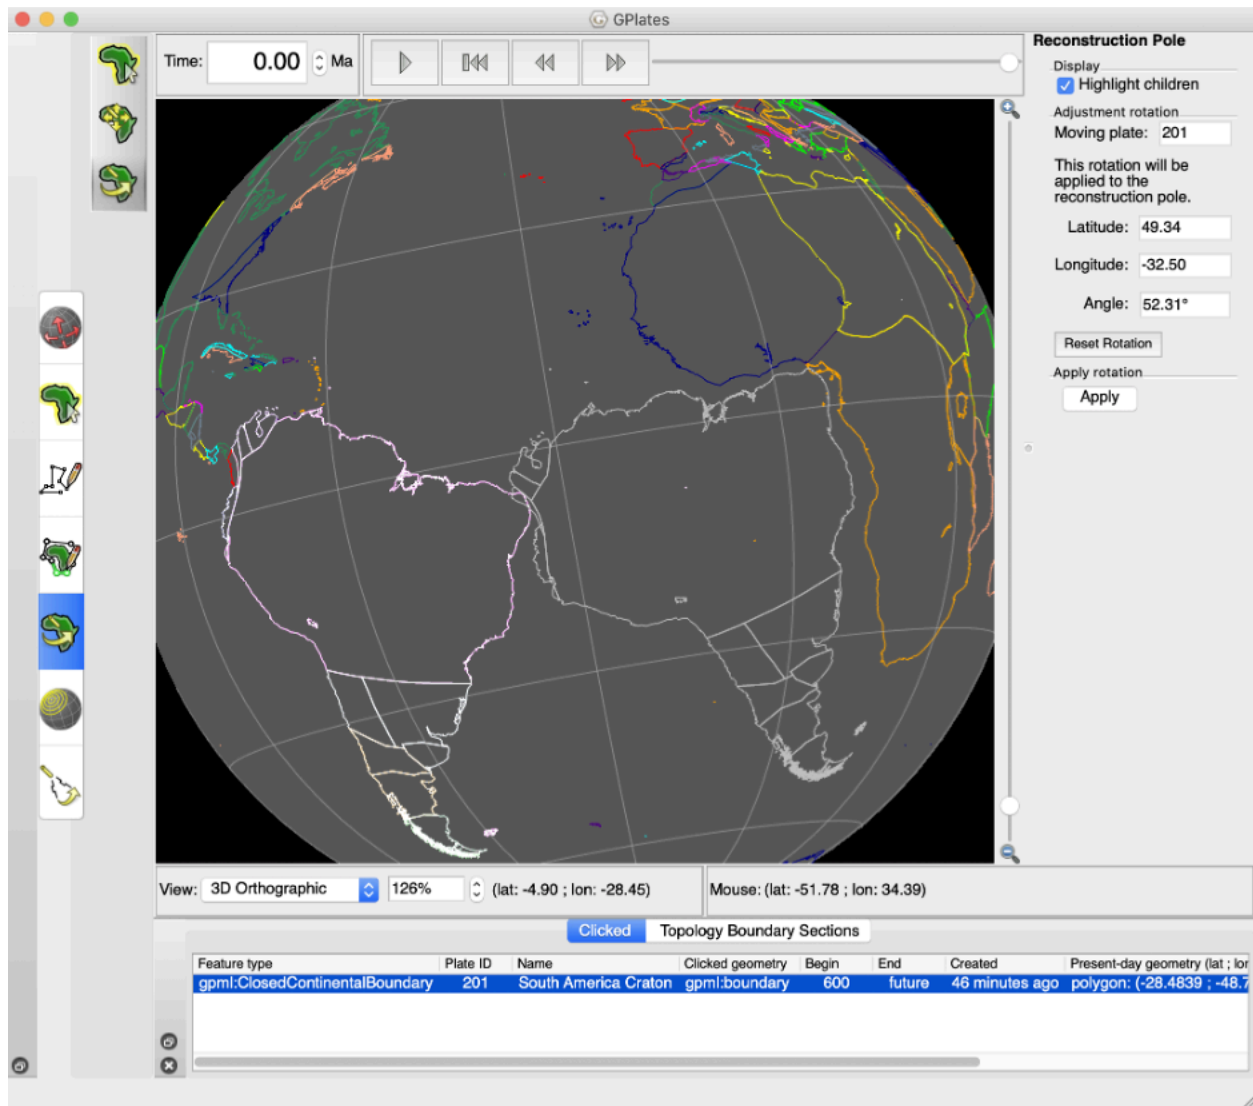 GPlates
Time: 0.00 Ma
Reconstruction Pole
Display
Highlight children
Adjustment rotation
Moving plate: 201
This rotation will be
applied to the
reconstruction pole.
Latitude: 49.34
Longitude: -32.50
Angle: 52.31°
Reset Rotation
Apply rotation
Apply
View: 3D Orthographic 126% (lat: -4.90 ; lon: -28.45) Mouse: (lat: -51.78 ; lon: 34.39)
Clicked Topology Boundary Sections
Feature type Plate ID Name Clicked geometry Begin End Created Present-day geometry (lat ; lor
gpml:ClosedContinentalBoundary 201 South America Craton gpml:boundary 600 future 46 minutes ago polygon: (-28.4839 ; -48.7